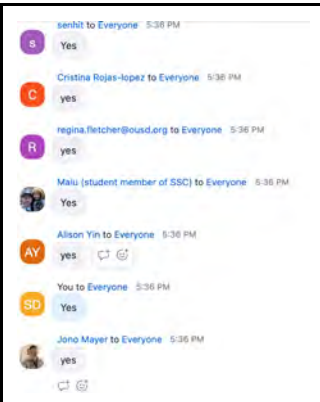 senhit to Everyone 5:36 PM
s
Yes
Cristina Rojas-lopez to Everyone 5:36 PM
C
yes
regina.fletcher@ousd.org to Everyone 5:36 PM
R
yes
Malu (student member of SSC) to Everyone 5:36 PM
Yes
Alison Yin to Everyone 5:36 PM
AY
yes
You to Everyone 5:36 PM
SD
Yes
Jono Mayer to Everyone 5:36 PM
yes